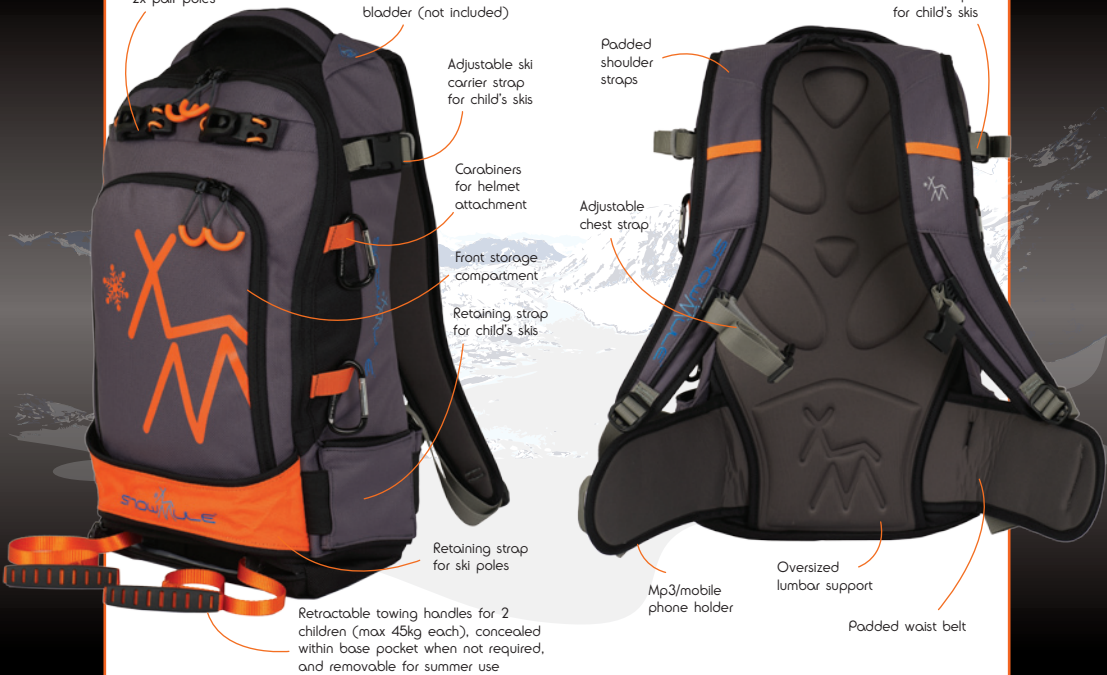 2x pair poles
bladder (not included)
for child's skis
Padded
shoulder
straps
Adjustable ski
carrier strap
for child's skis
Carabiners
for helmet
attachment
Adjustable
chest strap
Front storage
compartment
Retaining strap
for child's skis
SNOWMULE
SNOWMULE
Retaining strap
for ski poles
Mp3/mobile
phone holder
Oversized
lumbar support
Padded waist belt
Retractable towing handles for 2
children (max 45kg each), concealed
within base pocket when not required,
and removable for summer use